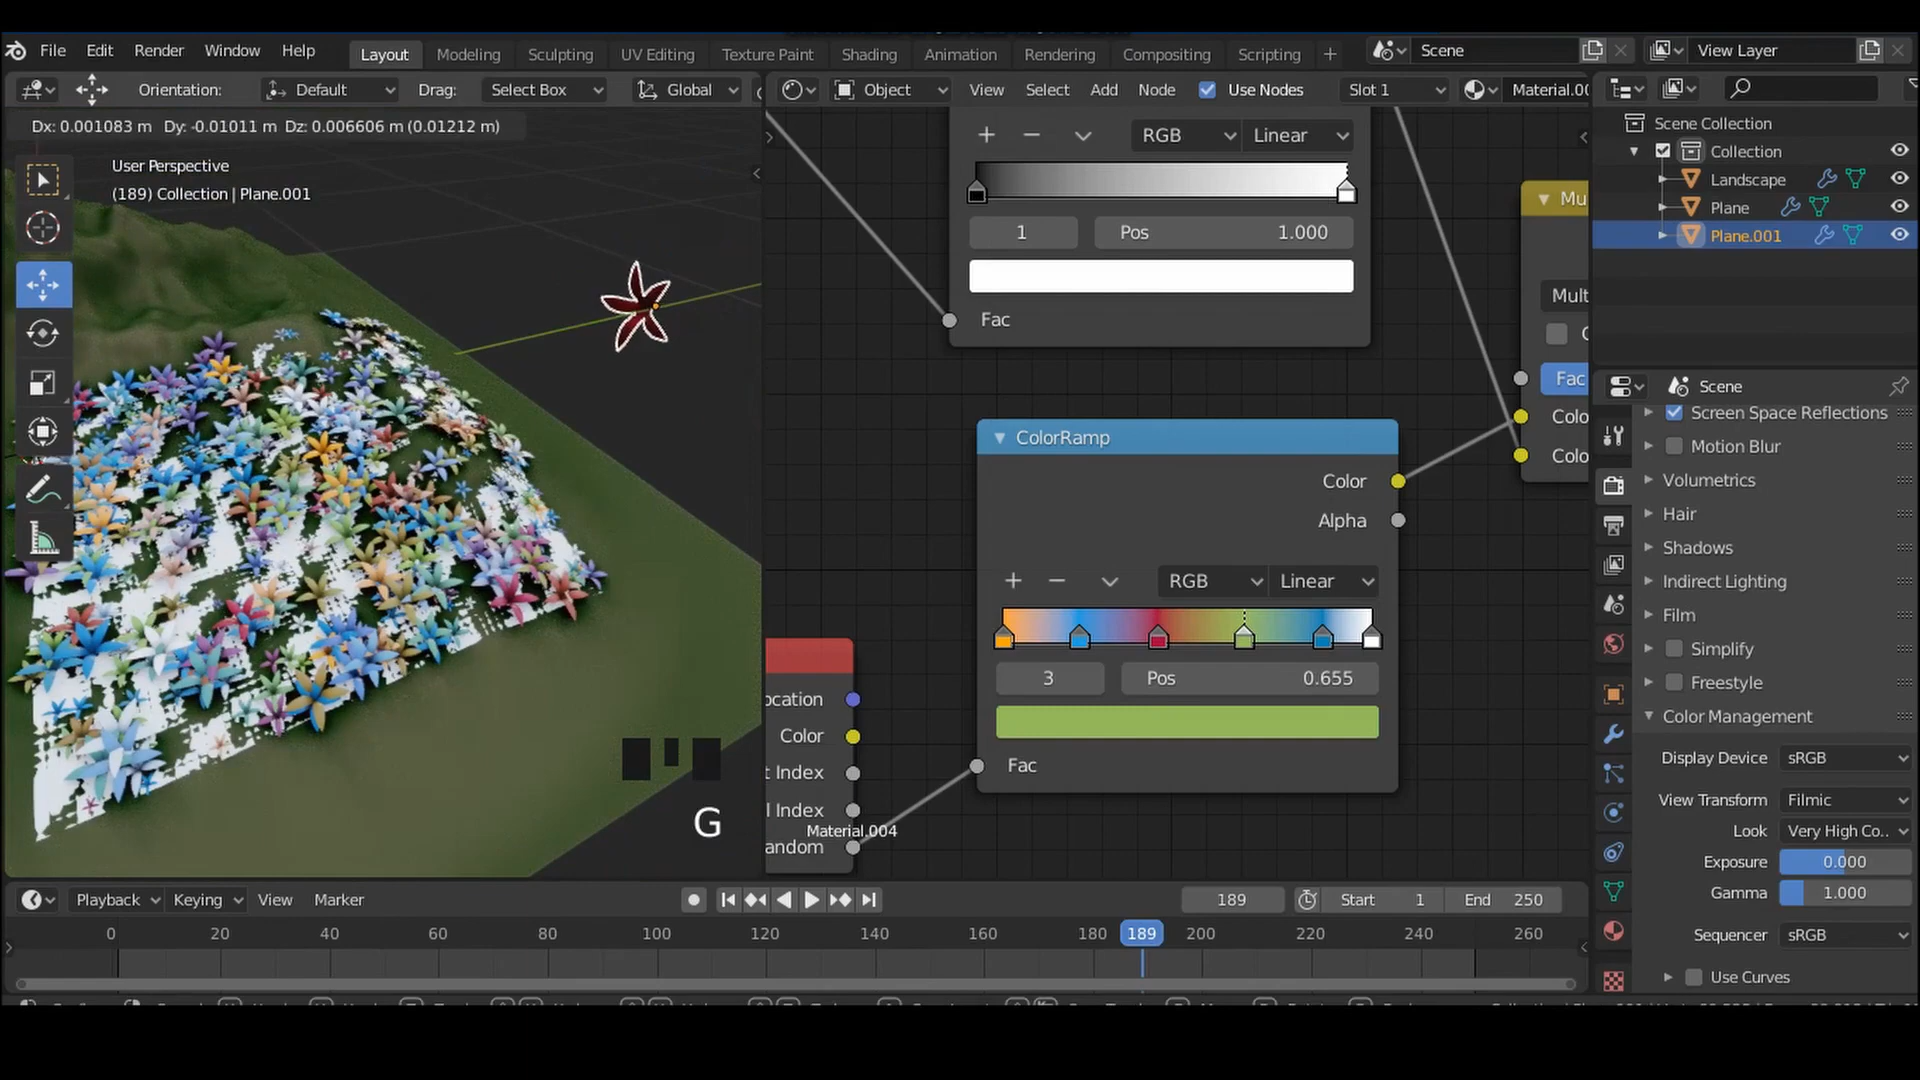 File Edit Render Window Help Layout Modeling Sculpting UV Editing Texture Paint Shading Animation Rendering Compositing Scripting + Scene View Layer
Orientation: Default Drag: Select Box Global Object View Select Add Node Use Nodes Slot 1 Material.00
Dx: 0.001083 m Dy: -0.01011 m Dz: 0.006606 m (0.01212 m)
User Perspective
(189) Collection | Plane.001
RGB Linear
1 Pos 1.000
Fac
Mu
Mult
Fac
Colo
Colo
ColorRamp
Color
Alpha
RGB Linear
3 Pos 0.655
Fac
ocation
Color
t Index
l Index
Material.004
andom
G
Scene Collection
Collection
Landscape
Plane
Plane.001
Scene
Screen Space Reflections
Motion Blur
Volumetrics
Hair
Shadows
Indirect Lighting
Film
Simplify
Freestyle
Color Management
Display Device sRGB
View Transform Filmic
Look Very High Co..
Exposure 0.000
Gamma 1.000
Sequencer sRGB
Use Curves
Playback Keying View Marker 189 Start 1 End 250
0 20 40 60 80 100 120 140 160 180 189 200 220 240 260